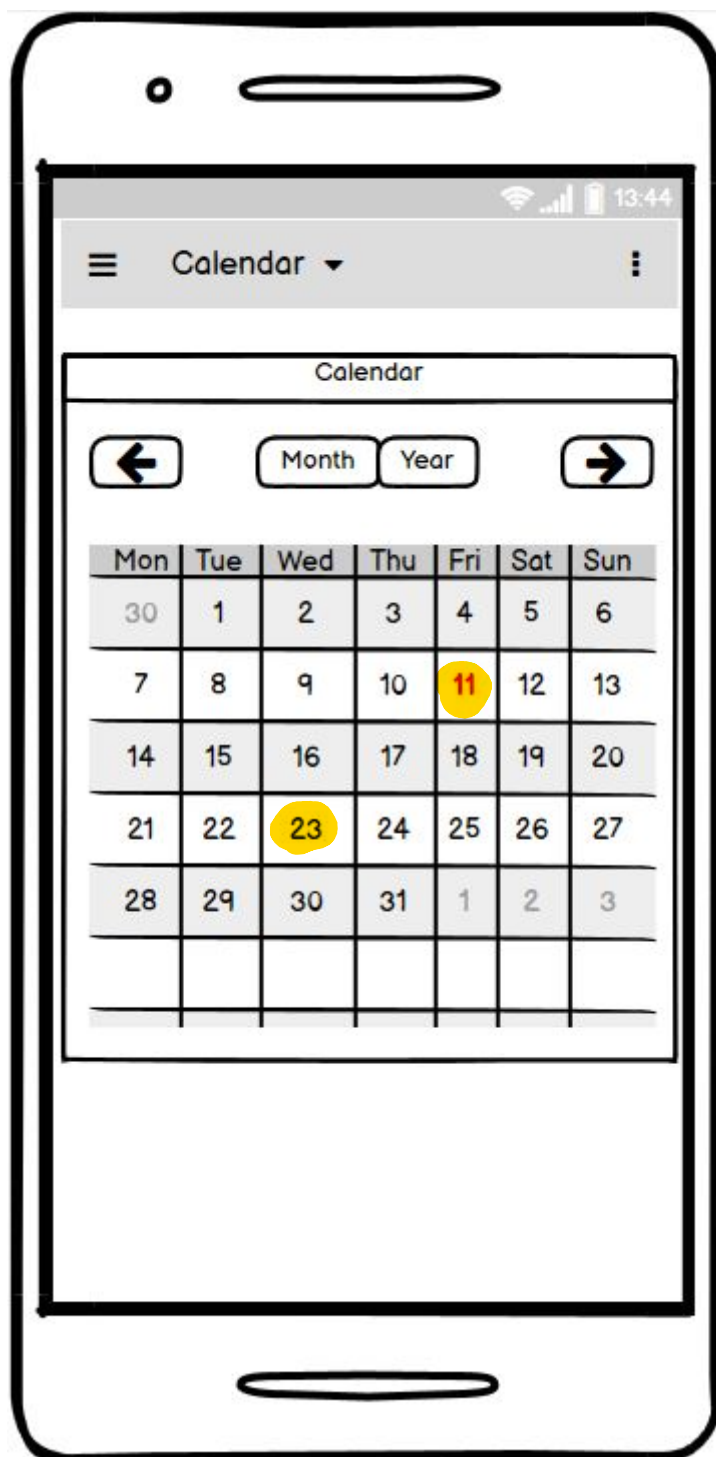 13:44
Calendar
Calendar
Month Year
Mon Tue Wed Thu Fri Sat Sun
30 1 2 3 4 5 6
7 8 9 10 11 12 13
14 15 16 17 18 19 20
21 22 23 24 25 26 27
28 29 30 31 1 2 3